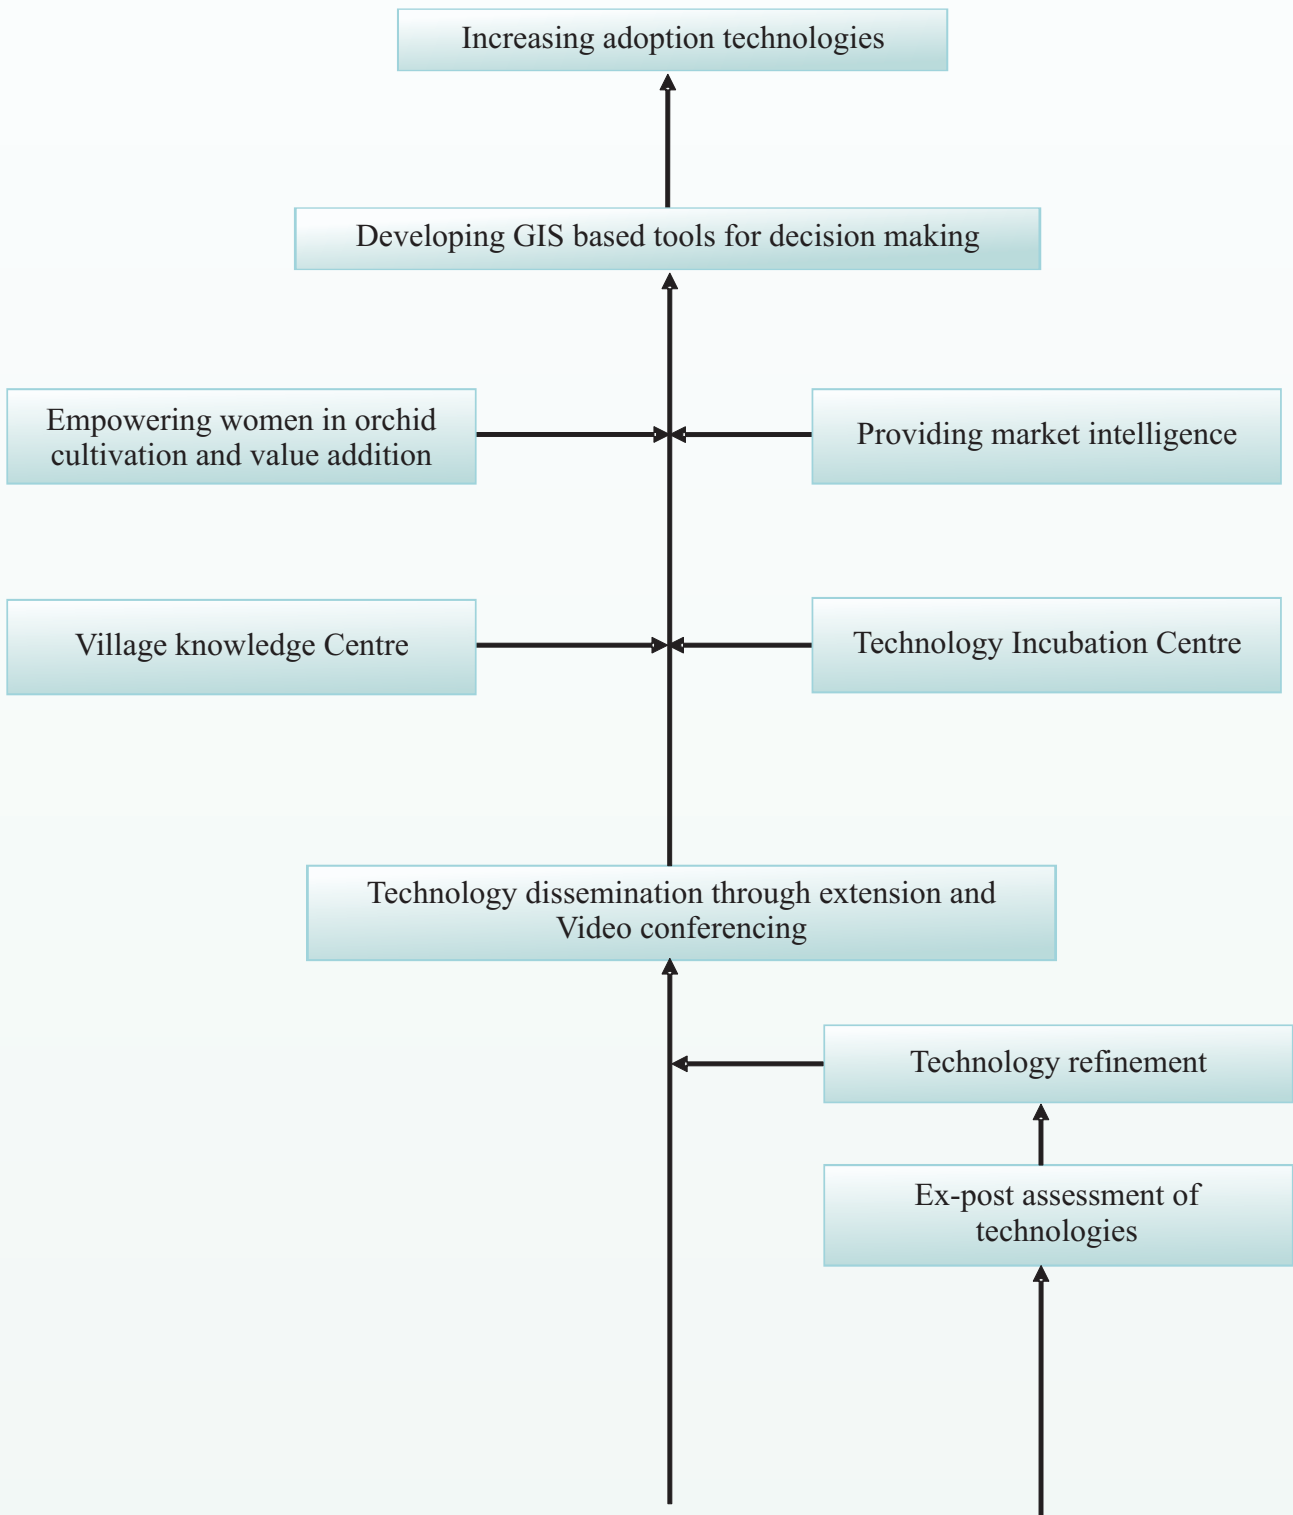 Increasing adoption technologies
Developing GIS based tools for decision making
Empowering women in orchid
cultivation and value addition
Providing market intelligence
Village knowledge Centre
Technology Incubation Centre
Technology dissemination through extension and
Video conferencing
Technology refinement
Ex-post assessment of
technologies